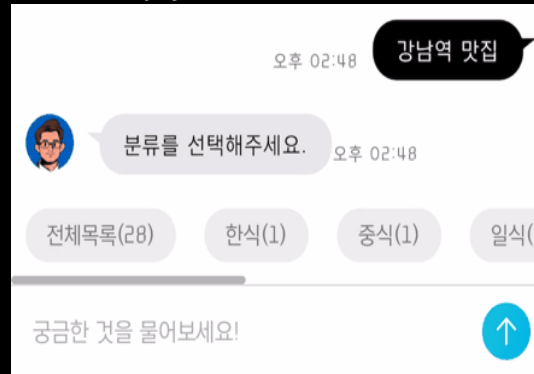 강남역 맛집
오후 02:48
분류를 선택해주세요.
오후 02:48
전체목록(28) 한식(1) 중식(1) 일식(
궁금한 것을 물어보세요!